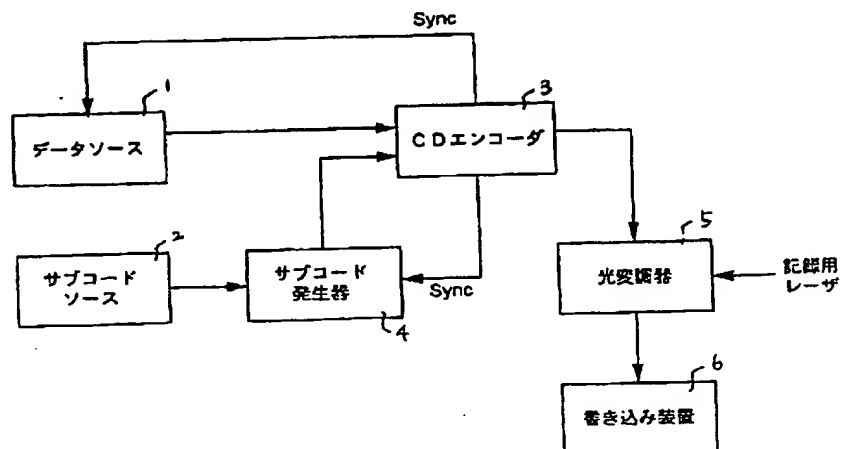 Sync
1
データソース
3
CDエンコーダ
2
サブコード
ソース
サブコード
発生器
4
Sync
5
光変調器
記録用
レーザ
6
書き込み装置